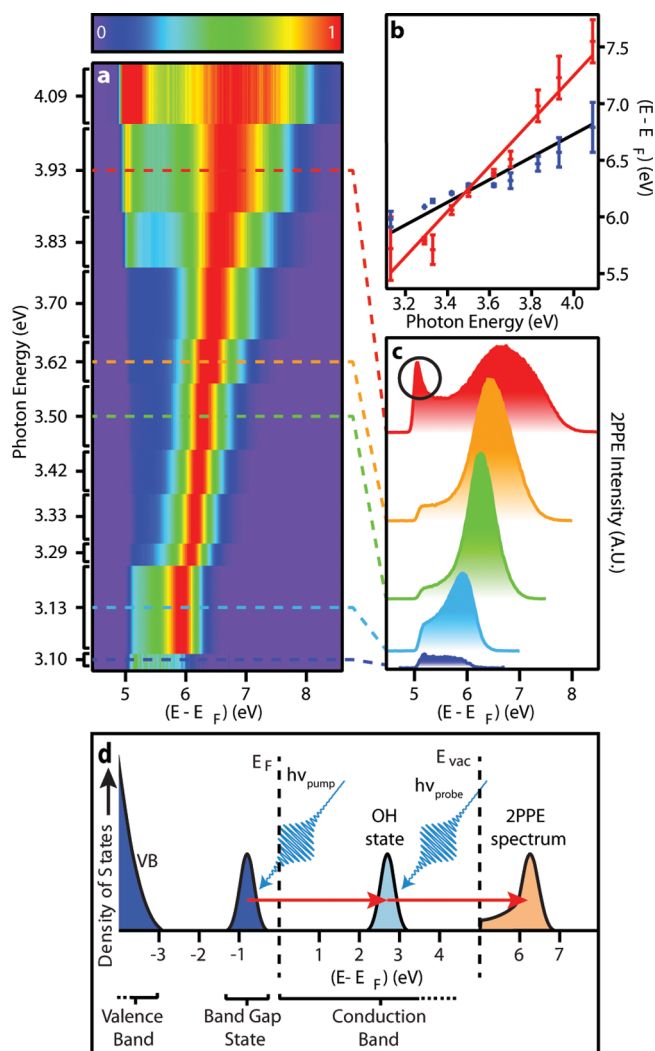 0 1
a
4.09
3.93
3.83
3.70
3.62
3.50
3.42
3.33
3.29
3.13
3.10
Photon Energy (eV)
5 6 7 8
(E - E F) (eV)
b
7.5
7.0
6.5
6.0
5.5
(E - E F) (eV)
3.2 3.4 3.6 3.8 4.0
Photon Energy (eV)
c
2PPE Intensity (A.U.)
5 6 7 8
(E - E F) (eV)
d
Density of States
VB
E F
hν pump
OH
state
hν probe
E vac
2PPE
spectrum
-3 -2 -1 1 2 3 4 6 7
(E - E F) (eV)
Valence
Band
Band Gap
State
Conduction
Band